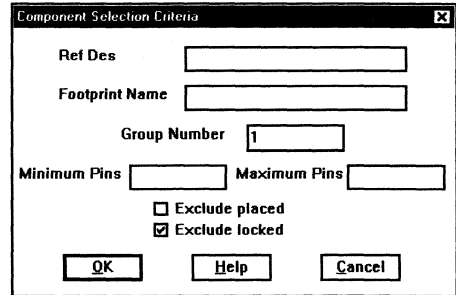 Component Selection Criteria
Ref Des
Footprint Name
Group Number 1
Minimum Pins Maximum Pins
Exclude placed
Exclude locked
OK Help Cancel